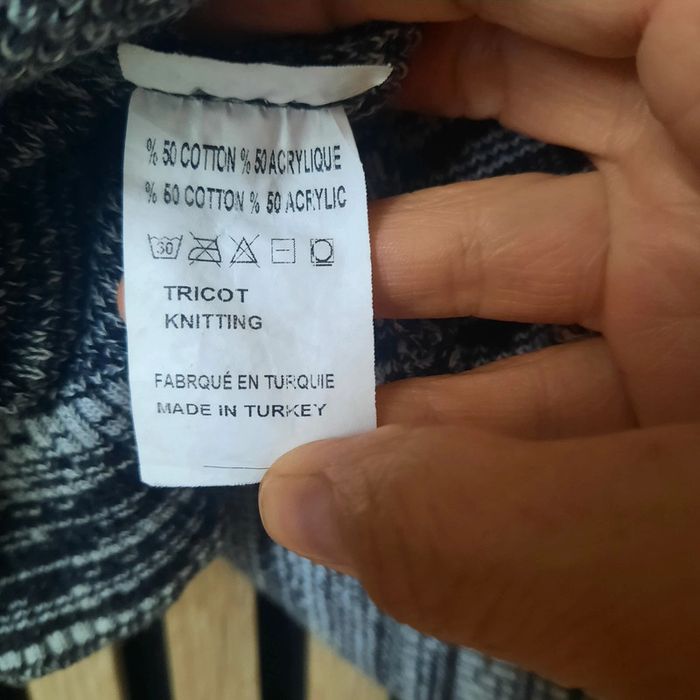 % 50 COTTON % 50 ACRYLIQUE
% 50 COTTON % 50 ACRYLIC
30
TRICOT
KNITTING
FABRQUÉ EN TURQUIE
MADE IN TURKEY